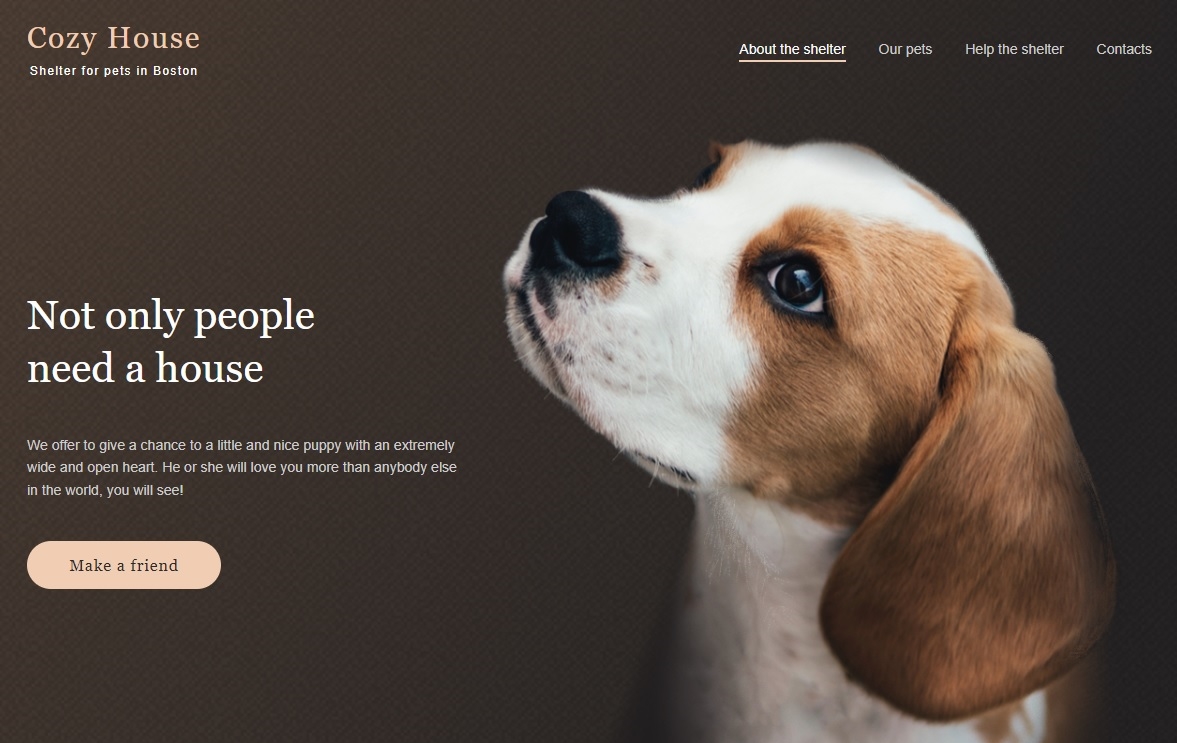 Cozy House
Shelter for pets in Boston
About the shelter
Our pets
Help the shelter
Contacts
Not only people
need a house
We offer to give a chance to a little and nice puppy with an extremely
wide and open heart. He or she will love you more than anybody else
in the world, you will see!
Make a friend